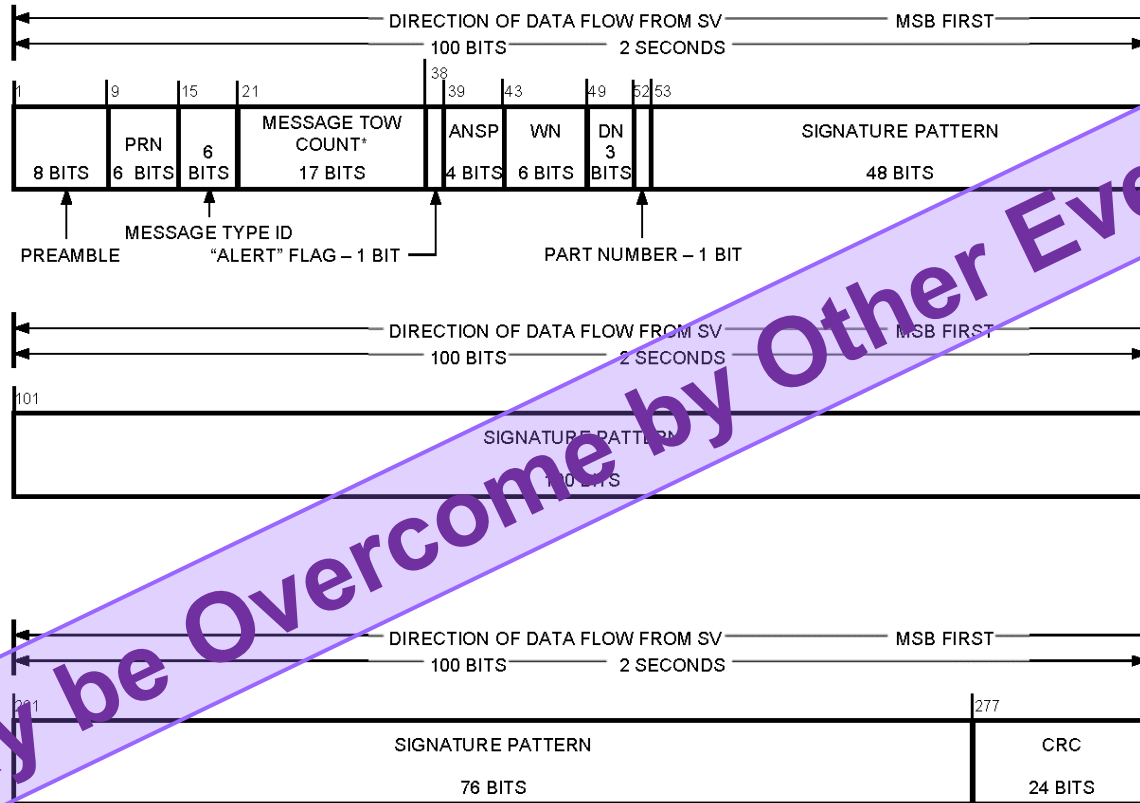 DIRECTION OF DATA FLOW FROM SV MSB FIRST
100 BITS 2 SECONDS
1 9 15 21 38 39 43 49 52 53
PRN
6 BITS
8 BITS
6
BITS
MESSAGE TOW
COUNT*
17 BITS
ANSP
4 BITS
WN
6 BITS
DN
3
BITS
SIGNATURE PATTERN
48 BITS
PREAMBLE
MESSAGE TYPE ID
“ALERT” FLAG – 1 BIT
PART NUMBER – 1 BIT
DIRECTION OF DATA FLOW FROM SV MSB FIRST
100 BITS 2 SECONDS
101
SIGNATURE PATTERN
100 BITS
DIRECTION OF DATA FLOW FROM SV MSB FIRST
100 BITS 2 SECONDS
201 277
SIGNATURE PATTERN
76 BITS
CRC
24 BITS
be Overcome by Other